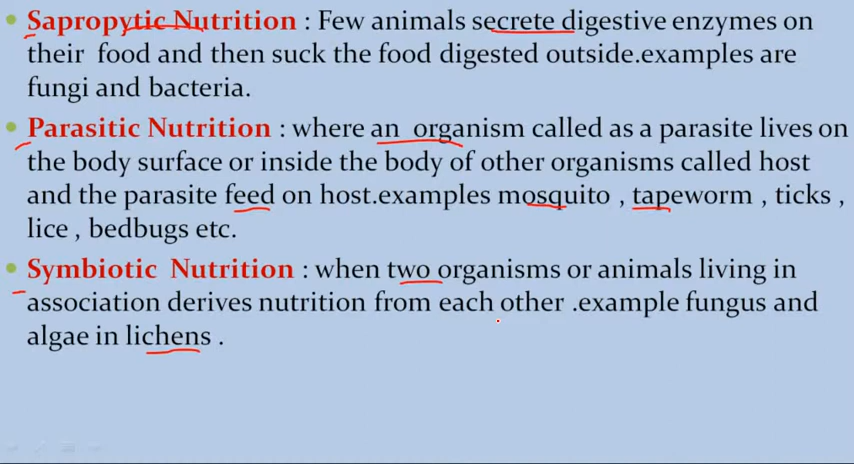 Sapropytic Nutrition : Few animals secrete digestive enzymes on
their food and then suck the food digested outside.examples are
fungi and bacteria.
Parasitic Nutrition : where an organism called as a parasite lives on
the body surface or inside the body of other organisms called host
and the parasite feed on host.examples mosquito , tapeworm , ticks ,
lice , bedbugs etc.
Symbiotic Nutrition : when two organisms or animals living in
association derives nutrition from each other .example fungus and
algae in lichens .